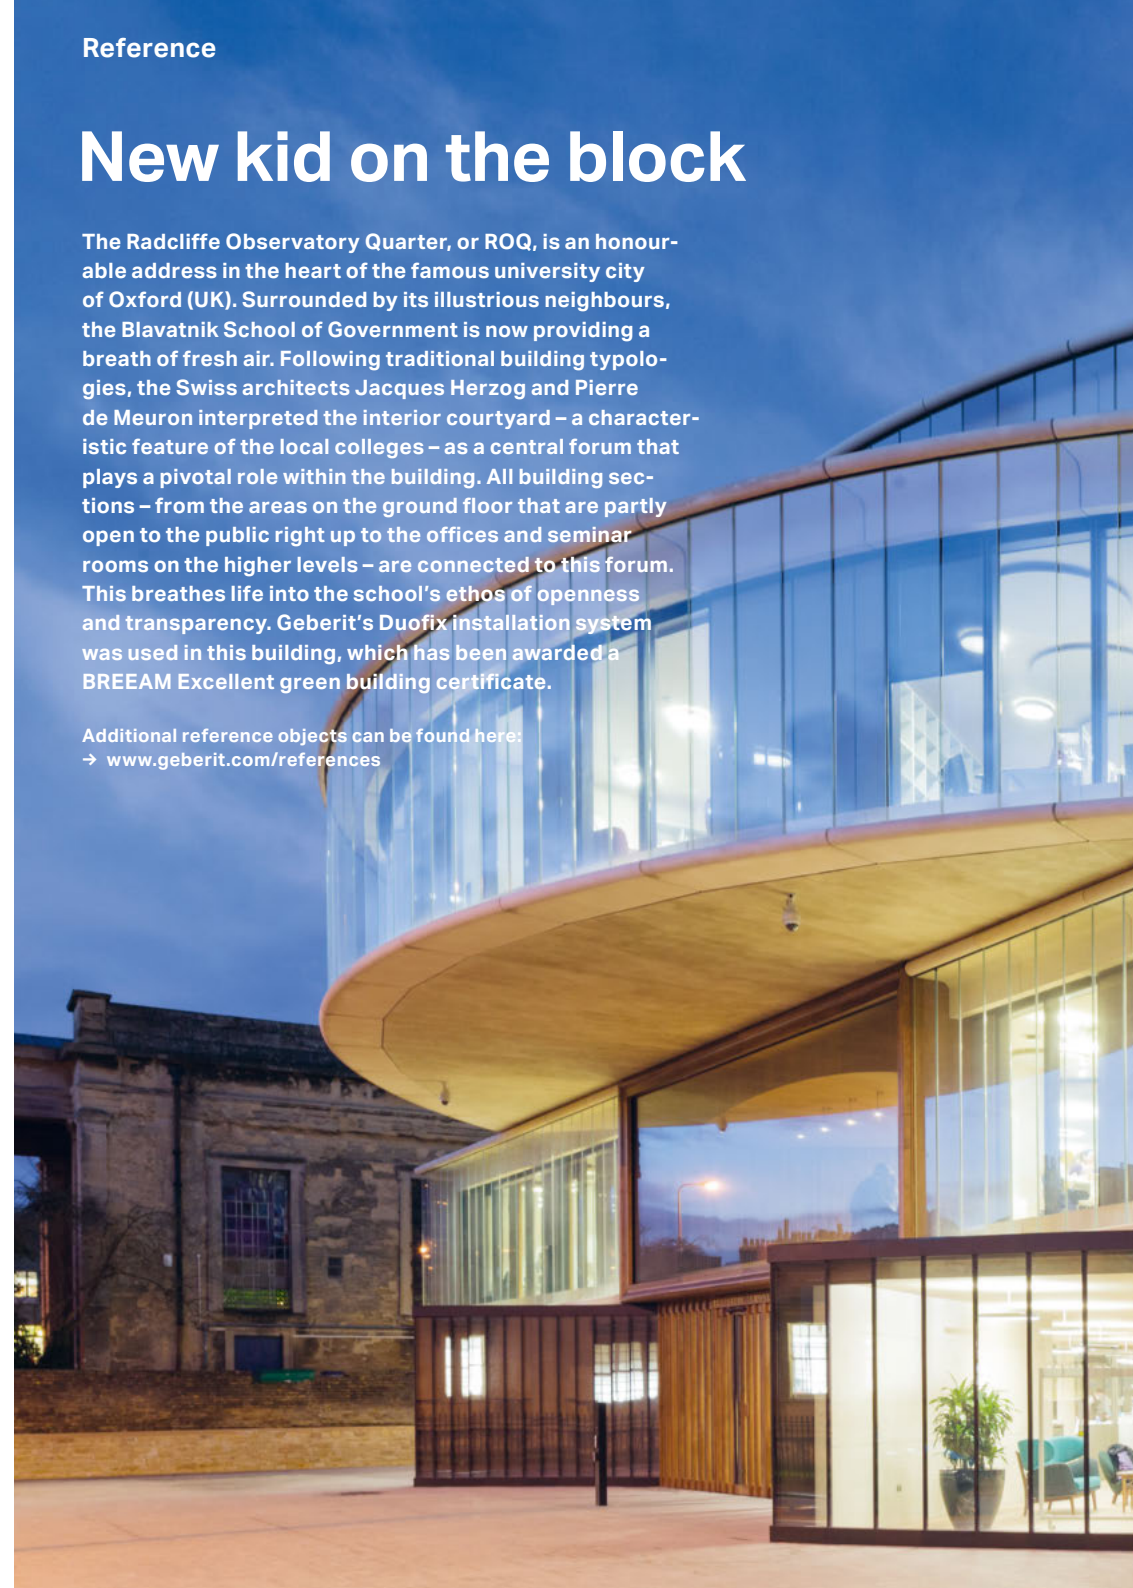 Reference
New kid on the block
The Radcliffe Observatory Quarter, or ROQ, is an honour-
able address in the heart of the famous university city
of Oxford (UK). Surrounded by its illustrious neighbours,
the Blavatnik School of Government is now providing a
breath of fresh air. Following traditional building typolo-
gies, the Swiss architects Jacques Herzog and Pierre
de Meuron interpreted the interior courtyard – a character-
istic feature of the local colleges – as a central forum that
plays a pivotal role within the building. All building sec-
tions – from the areas on the ground floor that are partly
open to the public right up to the offices and seminar
rooms on the higher levels – are connected to this forum.
This breathes life into the school’s ethos of openness
and transparency. Geberit’s Duofix installation system
was used in this building, which has been awarded a
BREEAM Excellent green building certificate.
Additional reference objects can be found here:
→ www.geberit.com/references